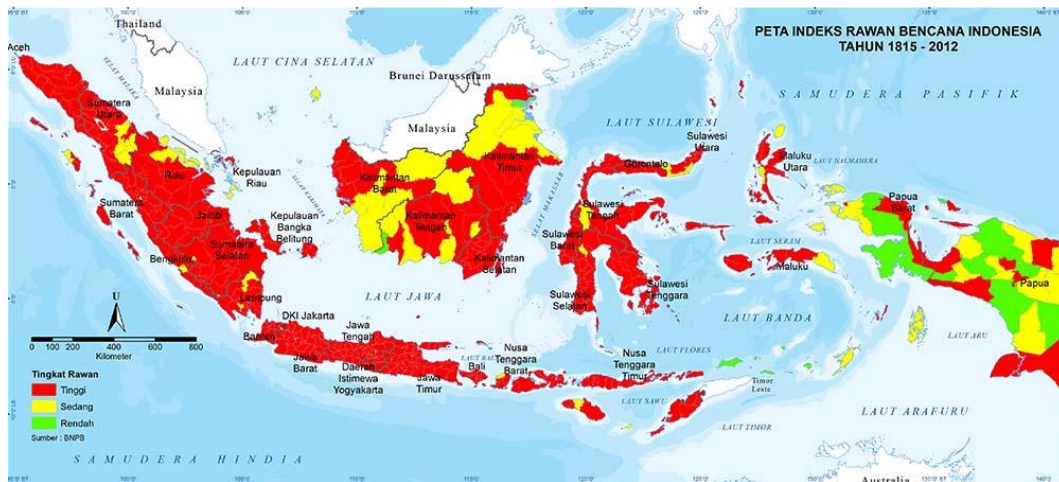 PETA INDEKS RAWAN BENCANA INDONESIA
TAHUN 1815 - 2012
Thailand
Aceh
SELAT MALAKA
Malaysia
LAUT CINA SELATAN
Brunei Darussalam
Malaysia
SAMUDERA PASIFIK
LAUT SULAWESI
Sumatera
Utara
Riau
Kepulauan
Riau
Sumatera
Barat
Jambi
Kepulauan
Bangka
Belitung
Sumatera
Selatan
Bengkulu
Lampung
Kalimantan
Barat
Kalimantan
Timur
Kalimantan
Tengah
Kalimantan
Selatan
SELAT MAKASSAR
Sulawesi
Utara
Gorontalo
Sulawesi
Tengah
Sulawesi
Barat
Sulawesi
Selatan
Sulawesi
Tenggara
Maluku
Utara
LAUT HALMAHERA
LAUT SERAM
Maluku
Papua
Barat
Papua
LAUT JAWA
LAUT BANDA
LAUT ARU
DKI Jakarta
Banten
Jawa
Barat
Jawa
Tengah
Daerah
Istimewa
Yogyakarta
Jawa
Timur
Bali
Nusa
Tenggara
Barat
LAUT FLORES
Nusa
Tenggara
Timur
LAUT SAWU
Timor
Leste
LAUT TIMOR
LAUT ARAFURU
Australia
SAMUDERA HINDIA
U
0 100 200 400 600 800
Kilometer
Tingkat Rawan
Tinggi
Sedang
Rendah
Sumber : BNPB